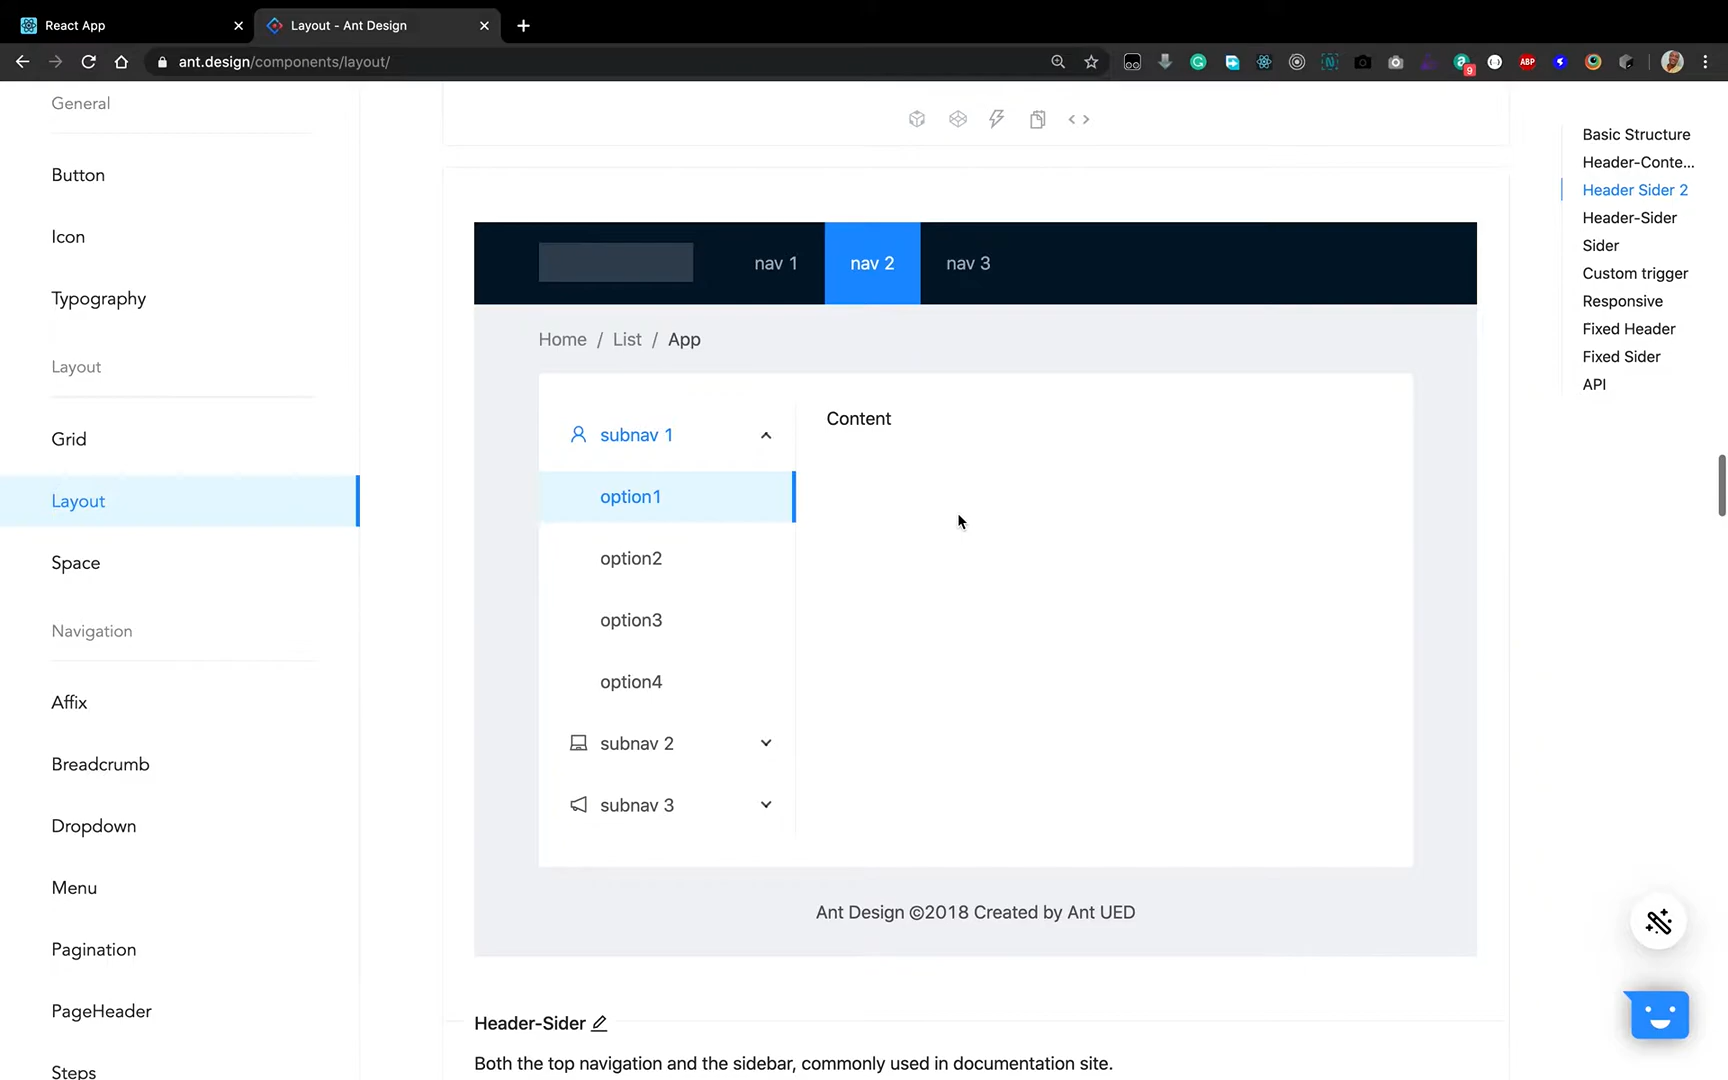 React App
Layout - Ant Design
ant.design/components/layout/
9
ABP
General
Button
Icon
Typography
Layout
Grid
Layout
Space
Navigation
Affix
Breadcrumb
Dropdown
Menu
Pagination
PageHeader
Steps
nav 1
nav 2
nav 3
Home / List / App
subnav 1
option1
option2
option3
option4
subnav 2
subnav 3
Content
Ant Design ©2018 Created by Ant UED
Header-Sider
Both the top navigation and the sidebar, commonly used in documentation site.
Basic Structure
Header-Conte...
Header Sider 2
Header-Sider
Sider
Custom trigger
Responsive
Fixed Header
Fixed Sider
API